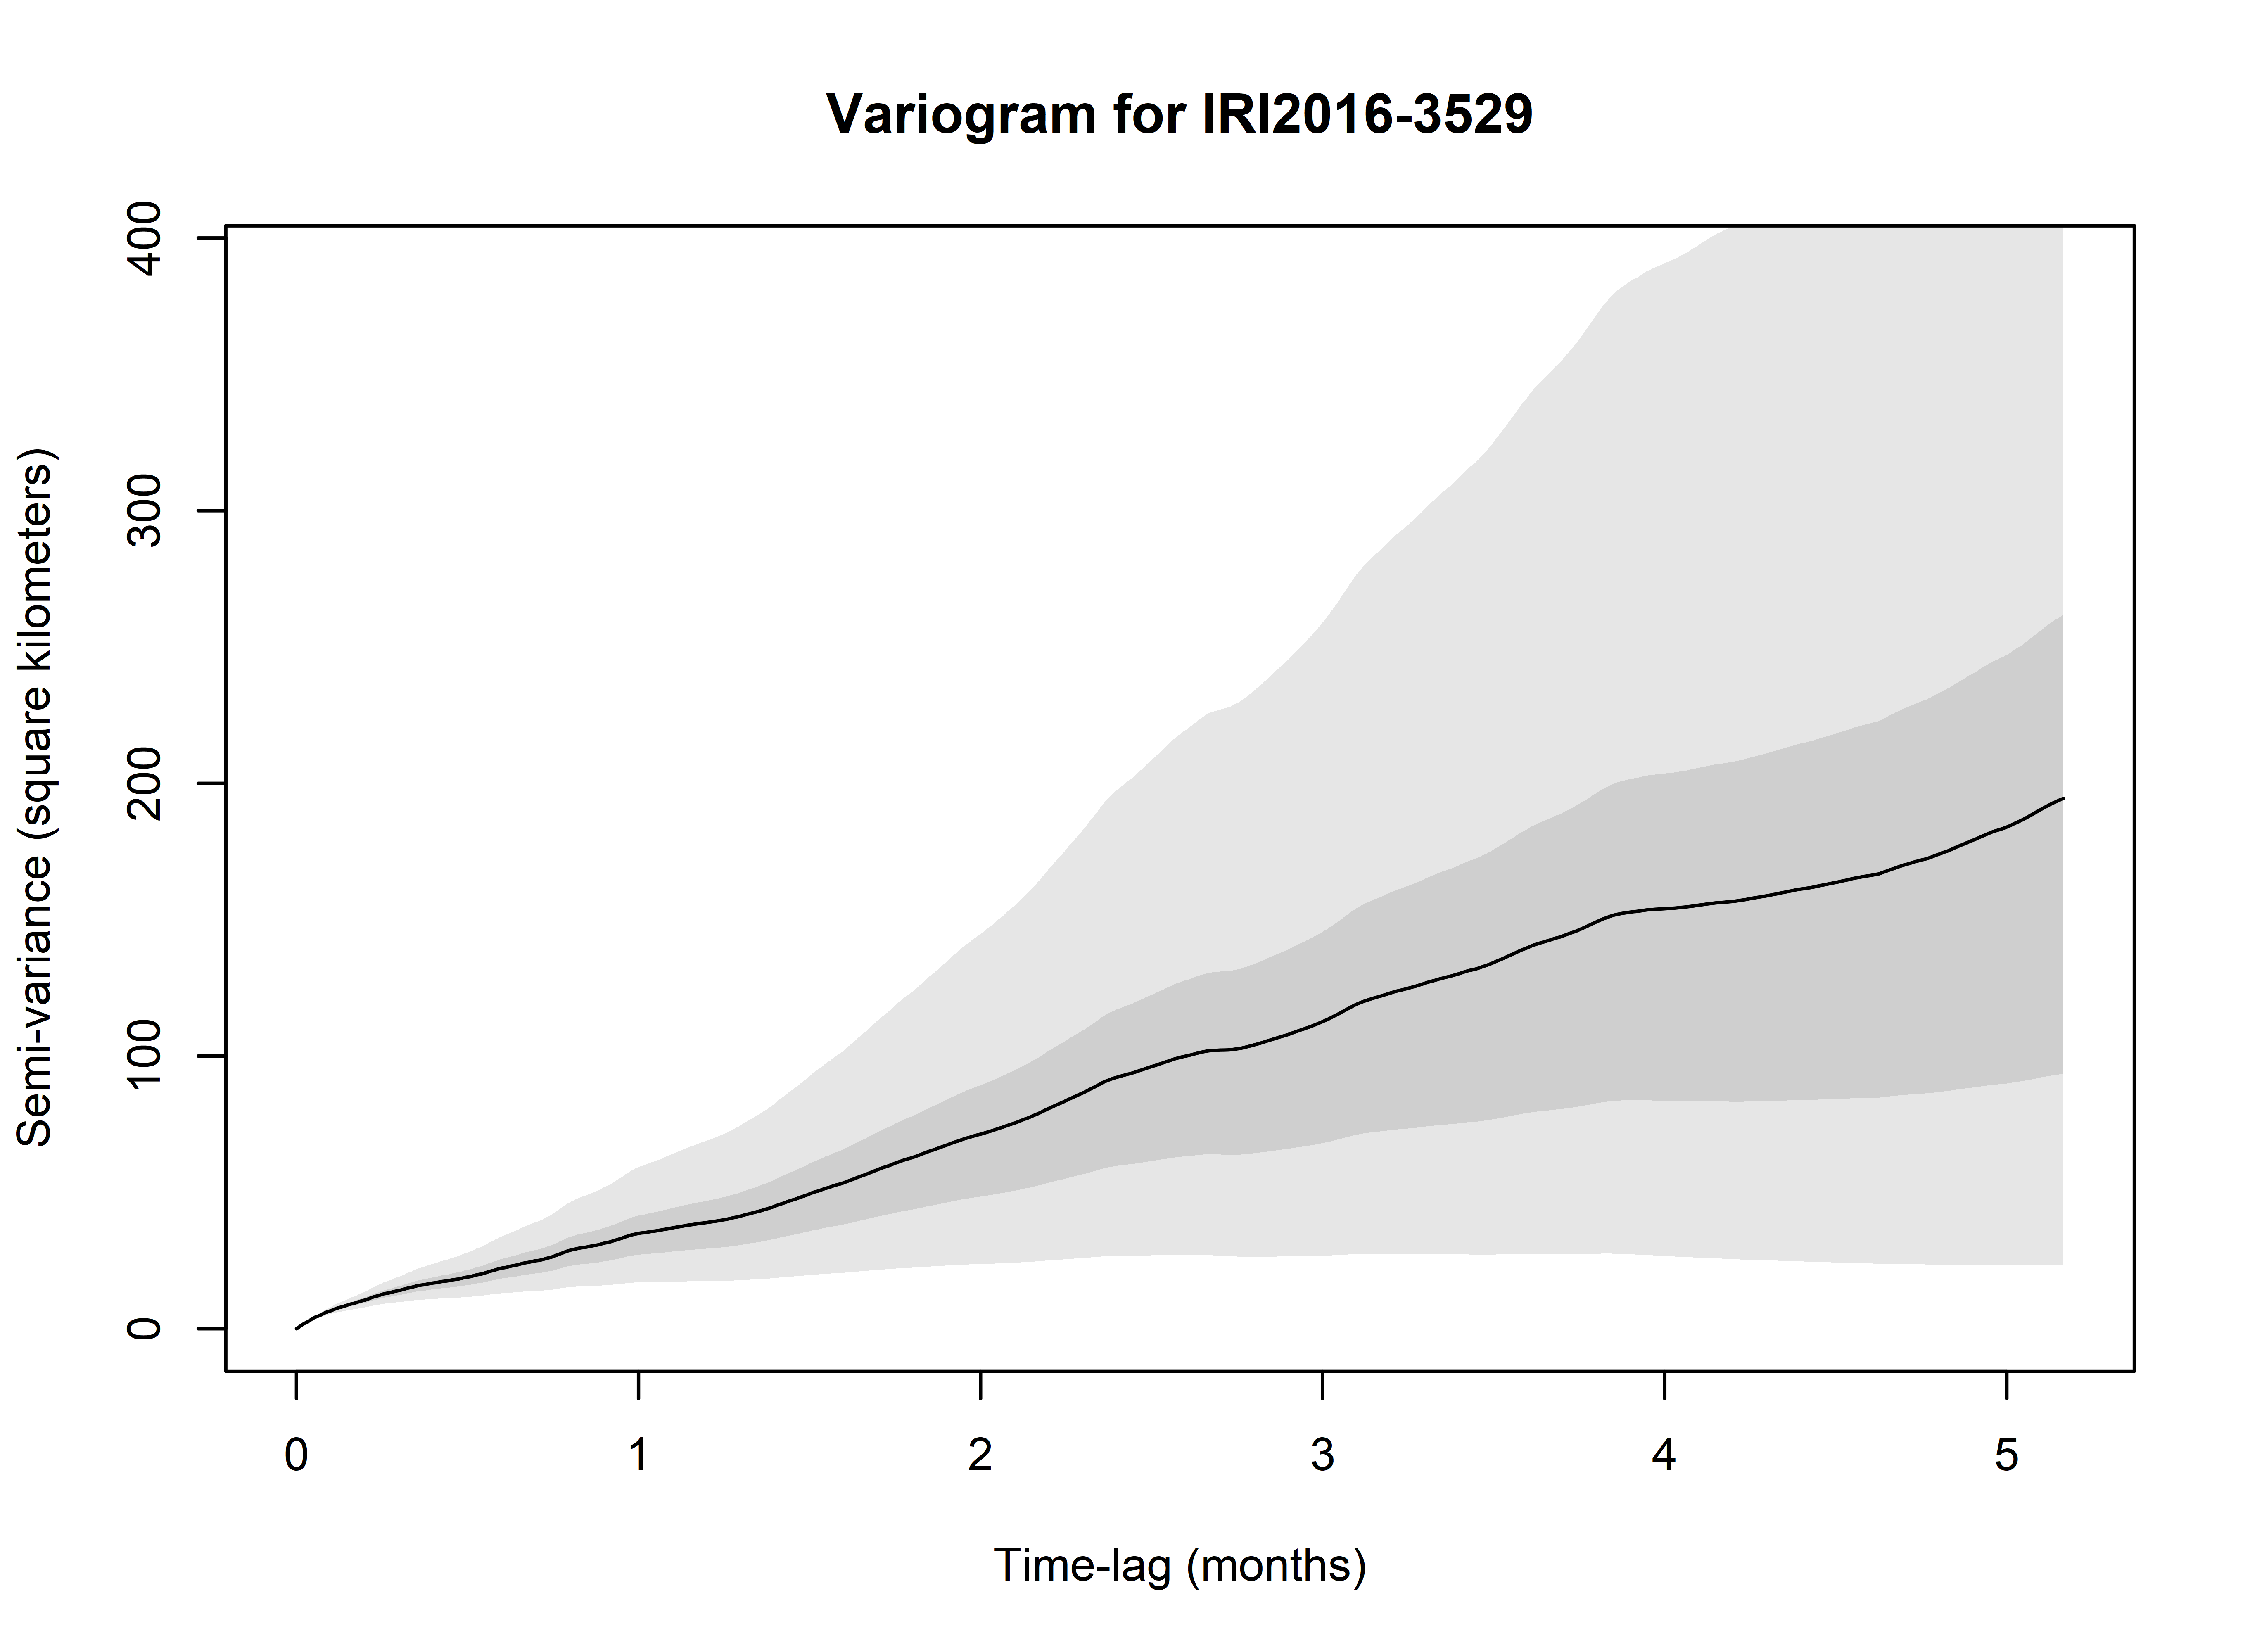 Variogram for IRI2016-3529
Semi-variance (square kilometers)
400
300
200
100
0
0 1 2 3 4 5
Time-lag (months)